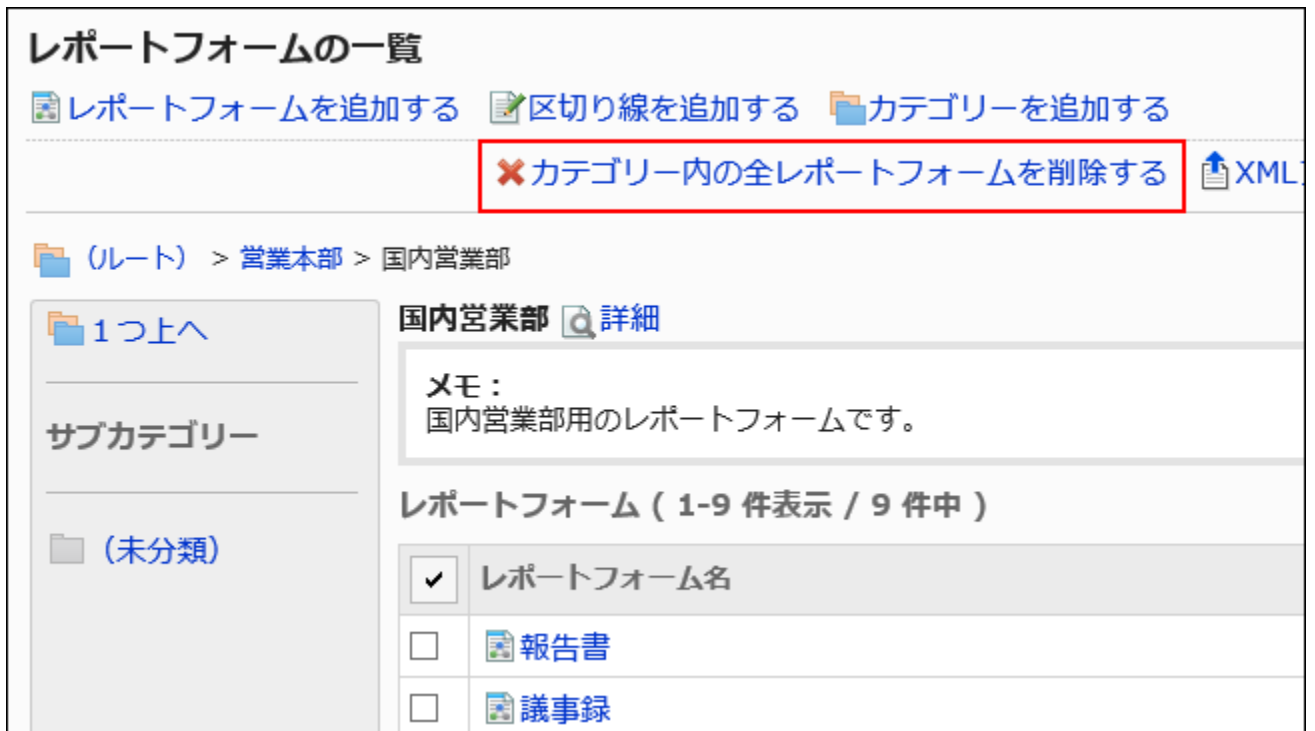 レポートフォームの一覧
レポートフォームを追加する 区切り線を追加する カテゴリーを追加する
カテゴリー内の全レポートフォームを削除する XML
(ルート) > 営業本部 > 国内営業部
1つ上へ
サブカテゴリー
(未分類)
国内営業部 詳細
メモ：
国内営業部用のレポートフォームです。
レポートフォーム ( 1-9 件表示 / 9 件中 )
レポートフォーム名
報告書
議事録